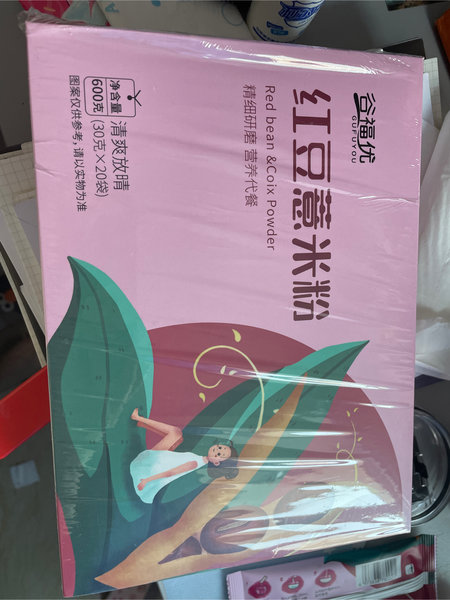 谷福优
GUFUYOU
红豆薏米粉
Red bean &Coix Powder
精细研磨 营养代餐
清爽放晴
净含量
600克 (30克×20袋)
图案仅供参考，请以实物为准